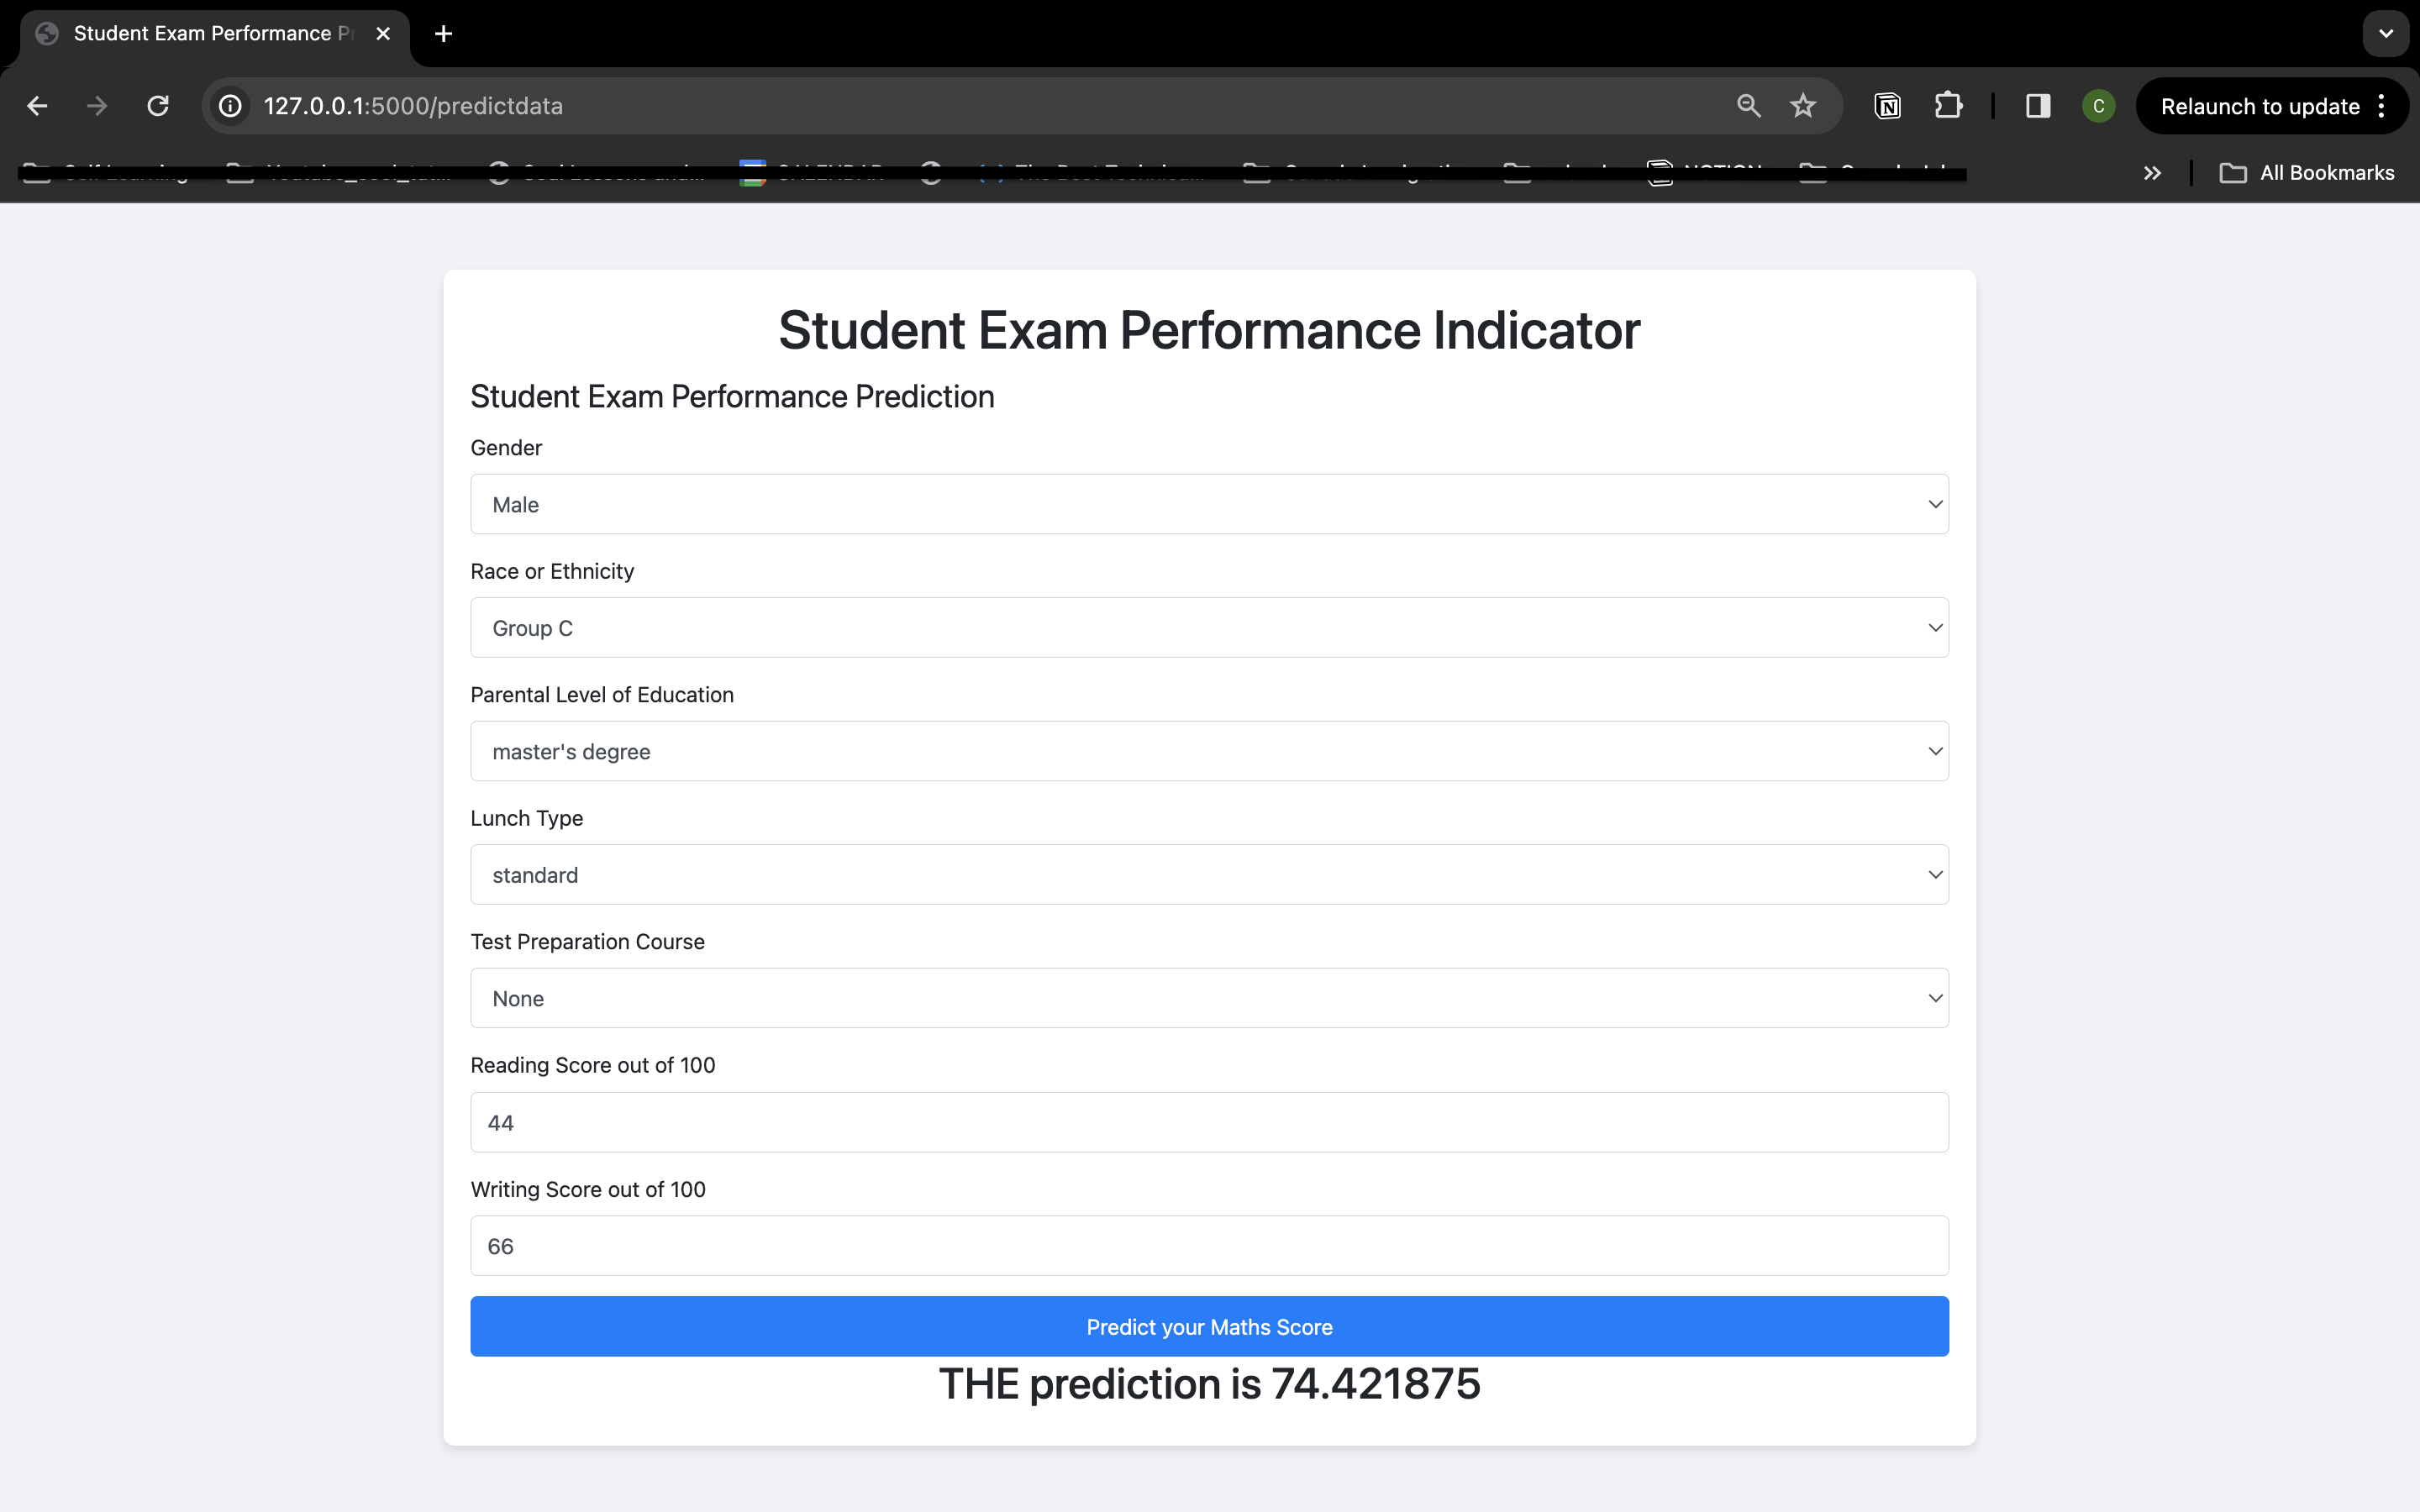 Student Exam Performance
127.0.0.1:5000/predictdata
C
Relaunch to update
All Bookmarks
Student Exam Performance Indicator
Student Exam Performance Prediction
Gender
Male
Race or Ethnicity
Group C
Parental Level of Education
master's degree
Lunch Type
standard
Test Preparation Course
None
Reading Score out of 100
44
Writing Score out of 100
66
Predict your Maths Score
THE prediction is 74.421875